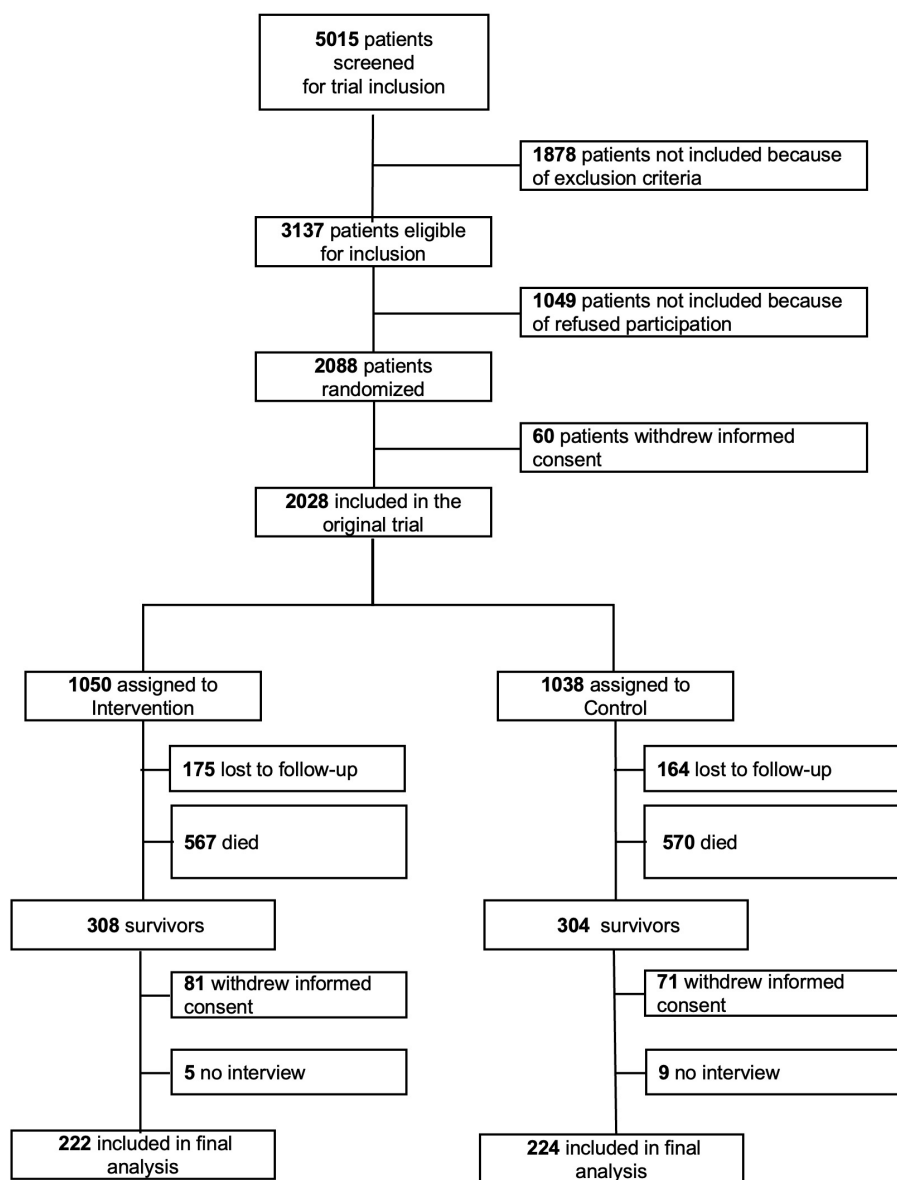 5015 patients
screened
for trial inclusion
1878 patients not included because
of exclusion criteria
3137 patients eligible
for inclusion
1049 patients not included because
of refused participation
2088 patients
randomized
60 patients withdrew informed
consent
2028 included in the
original trial
1050 assigned to
Intervention
1038 assigned to
Control
175 lost to follow-up
164 lost to follow-up
567 died
570 died
308 survivors
304 survivors
81 withdrew informed
consent
71 withdrew informed
consent
5 no interview
9 no interview
222 included in final
analysis
224 included in final
analysis